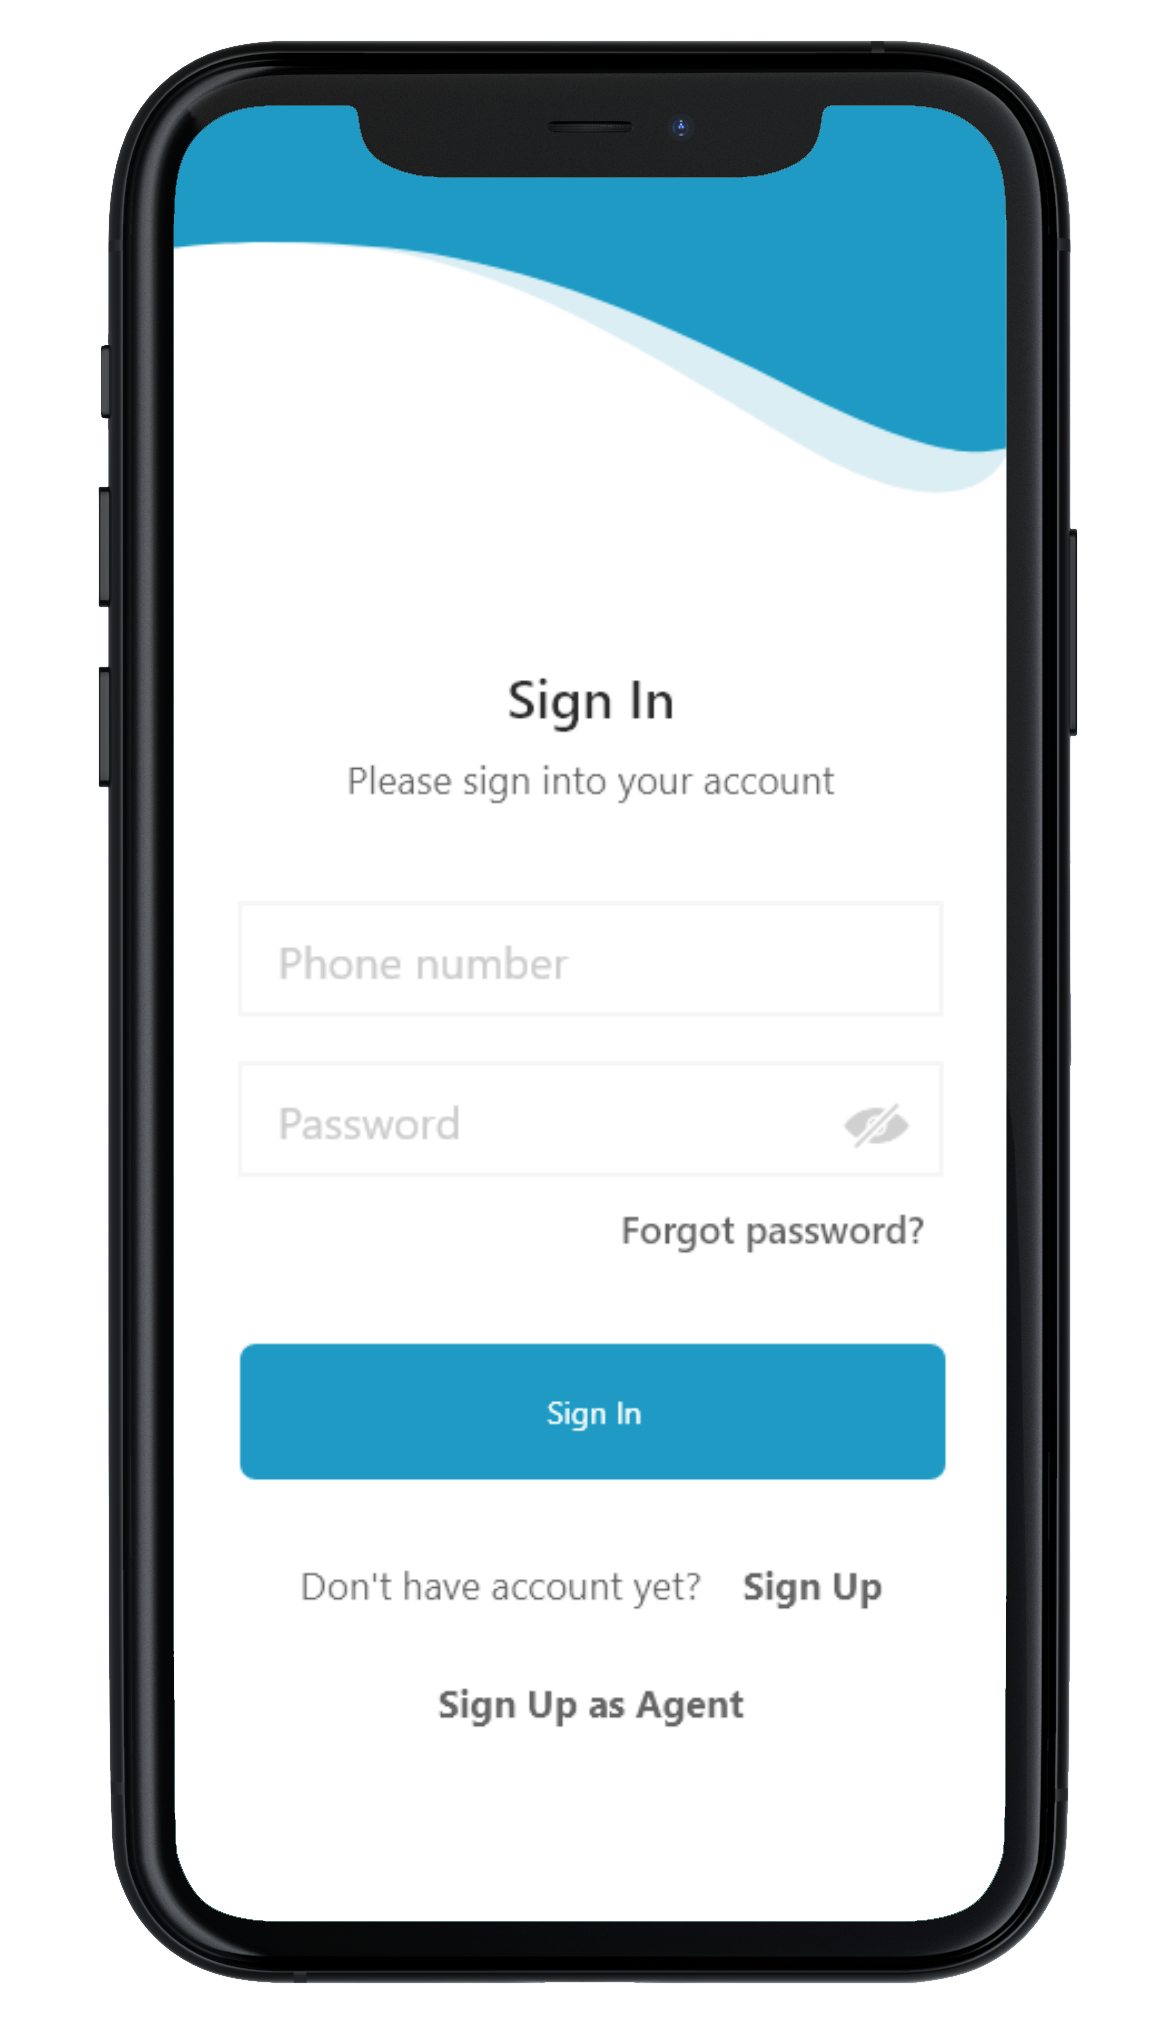 Sign In
Please sign into your account
Phone number
Password
Forgot password?
Sign In
Don't have account yet? Sign Up
Sign Up as Agent